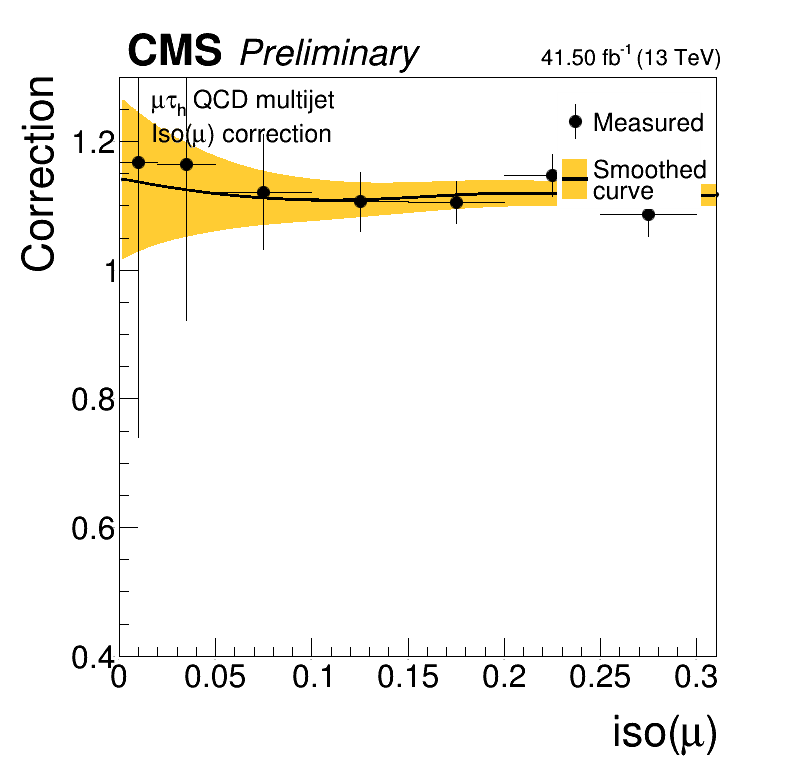 CMS Preliminary 41.50 fb⁻¹ (13 TeV)
μτh QCD multijet
Iso(μ) correction
Measured
Smoothed
curve
Correction
1.2
1
0.8
0.6
0.4
0 0.05 0.1 0.15 0.2 0.25 0.3
iso(μ)